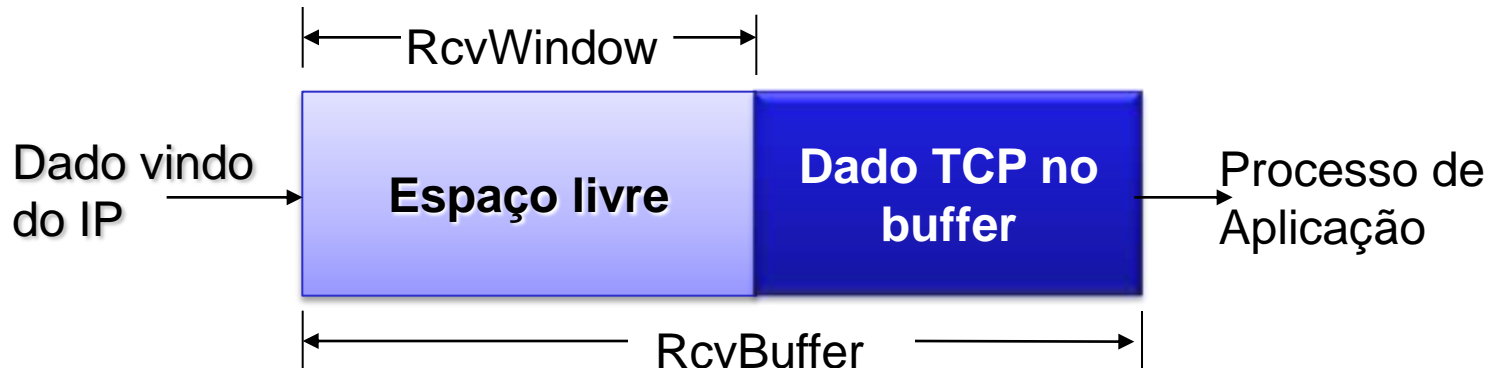 RcvWindow
Dado vindo
do IP
Espaço livre
Dado TCP no
buffer
Processo de
Aplicação
RcvBuffer